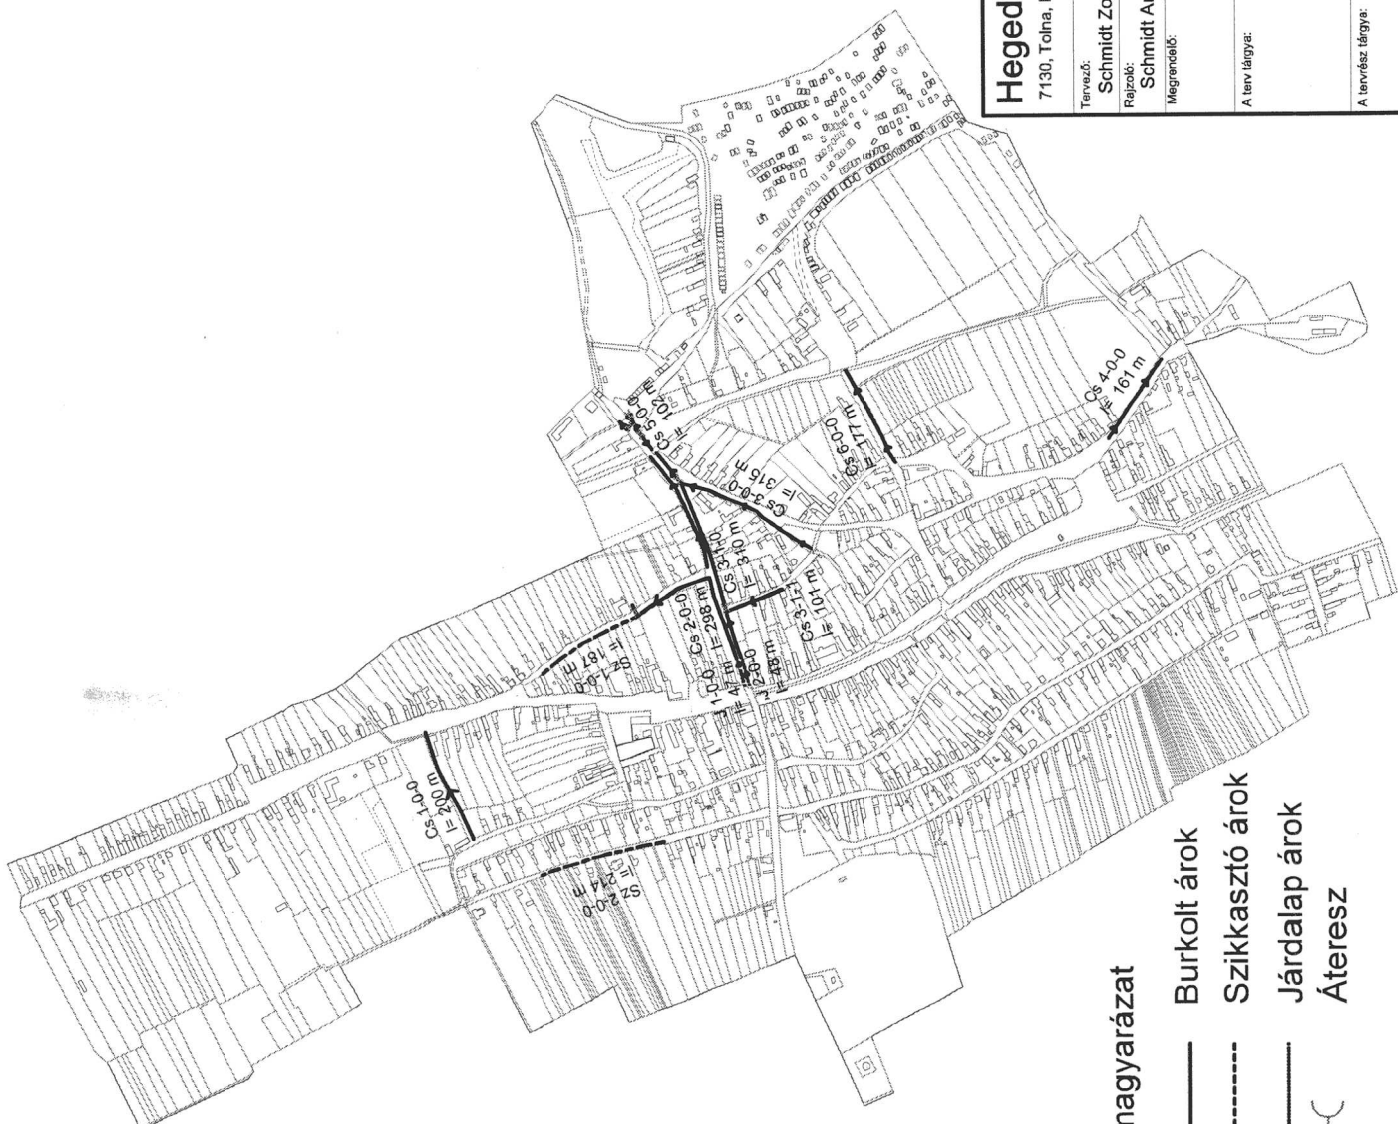 Heged
7130, Tolna,
Tervező:
Schmidt Zo
Rajzoló:
Schmidt Ar
Megrendelő:
A terv tárgya:
A tervrész tárgya:
Cs 5-0-0
l= 102 m
Cs 4-0-0
l= 161 m
Cs 6-0-0
l= 177 m
Cs 3-0-0
l= 315 m
Cs 3-1-0
l= 310 m
Cs 3-1-1
l= 101 m
Cs 2-0-0
l= 298 m
J-1-0-0
l= 47 m
J-2-0-0
l= 48 m
Sz 1-0-0
l= 187 m
Cs 1-0-0
l= 200 m
Sz 2-0-0
l= 214 m
magyarázat
Burkolt árok
Szikkasztó árok
Járdalap árok
Áteresz